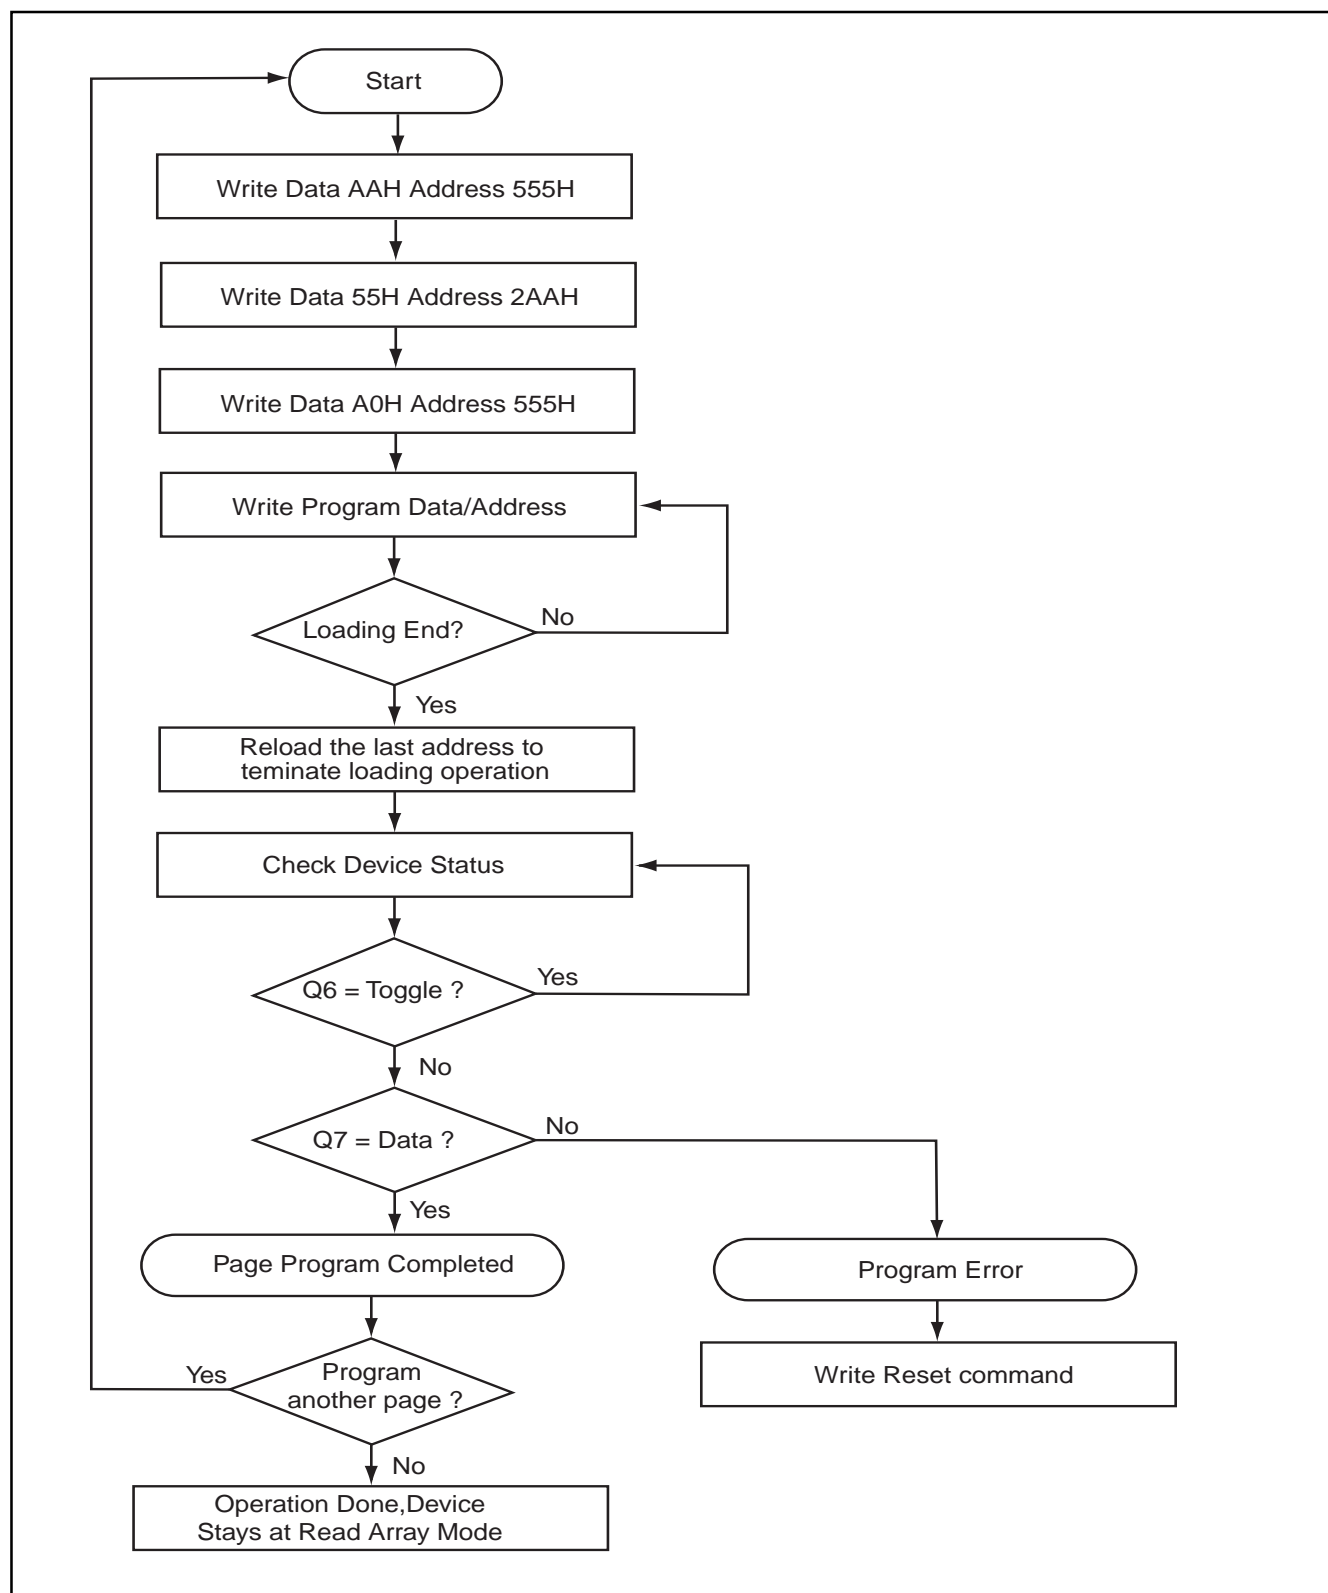 Start
Write Data AAH Address 555H
Write Data 55H Address 2AAH
Write Data A0H Address 555H
Write Program Data/Address
Loading End?
No
Yes
Reload the last address to
teminate loading operation
Check Device Status
Q6 = Toggle ?
Yes
No
Q7 = Data ?
No
Yes
Page Program Completed
Program Error
Write Reset command
Yes
Program
another page ?
No
Operation Done,Device
Stays at Read Array Mode